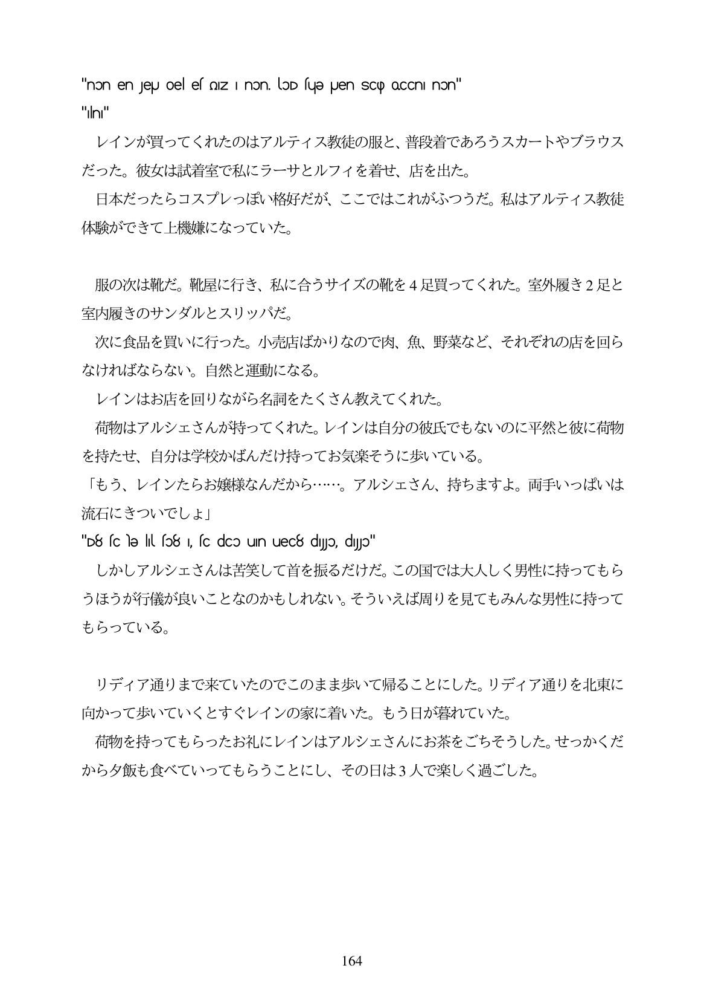 "nɔn en ȷeµ oel eſ ภız ı nɔn. lɔᴅ ſyə µen scφ ɑccnı nɔn"
"ılnı"
レインが買ってくれたのはアルティス教徒の服と、普段着であろうスカートやブラウス
だった。彼女は試着室で私にラーサとルフィを着せ、店を出た。
日本だったらコスプレっぽい格好だが、ここではこれがふつうだ。私はアルティス教徒
体験ができて上機嫌になっていた。
服の次は靴だ。靴屋に行き、私に合うサイズの靴を4足買ってくれた。室外履き2足と
室内履きのサンダルとスリッパだ。
次に食品を買いに行った。小売店ばかりなので肉、魚、野菜など、それぞれの店を回ら
なければならない。自然と運動になる。
レインはお店を回りながら名詞をたくさん教えてくれた。
荷物はアルシェさんが持ってくれた。レインは自分の彼氏でもないのに平然と彼に荷物
を持たせ、自分は学校かばんだけ持ってお気楽そうに歩いている。
「もう、レインたらお嬢様なんだから……。アルシェさん、持ちますよ。両手いっぱいは
流石にきついでしょ」
しかしアルシェさんは苦笑して首を振るだけだ。この国では大人しく男性に持ってもら
うほうが行儀が良いことなのかもしれない。そういえば周りを見てもみんな男性に持って
もらっている。
リディア通りまで来ていたのでこのまま歩いて帰ることにした。リディア通りを北東に
向かって歩いていくとすぐレインの家に着いた。もう日が暮れていた。
荷物を持ってもらったお礼にレインはアルシェさんにお茶をごちそうした。せっかくだ
から夕飯も食べていってもらうことにし、その日は3人で楽しく過ごした。
164